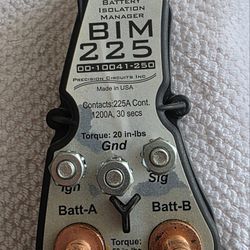 Battery
Isolation
Manager
BIM
225
00-10041-250
Precision Circuits Inc
Made in USA
Contacts:225A Cont.
1200A, 30 secs
Torque: 20 in-lbs
Gnd
Ign
Sig
Batt-A
Batt-B
Torque: